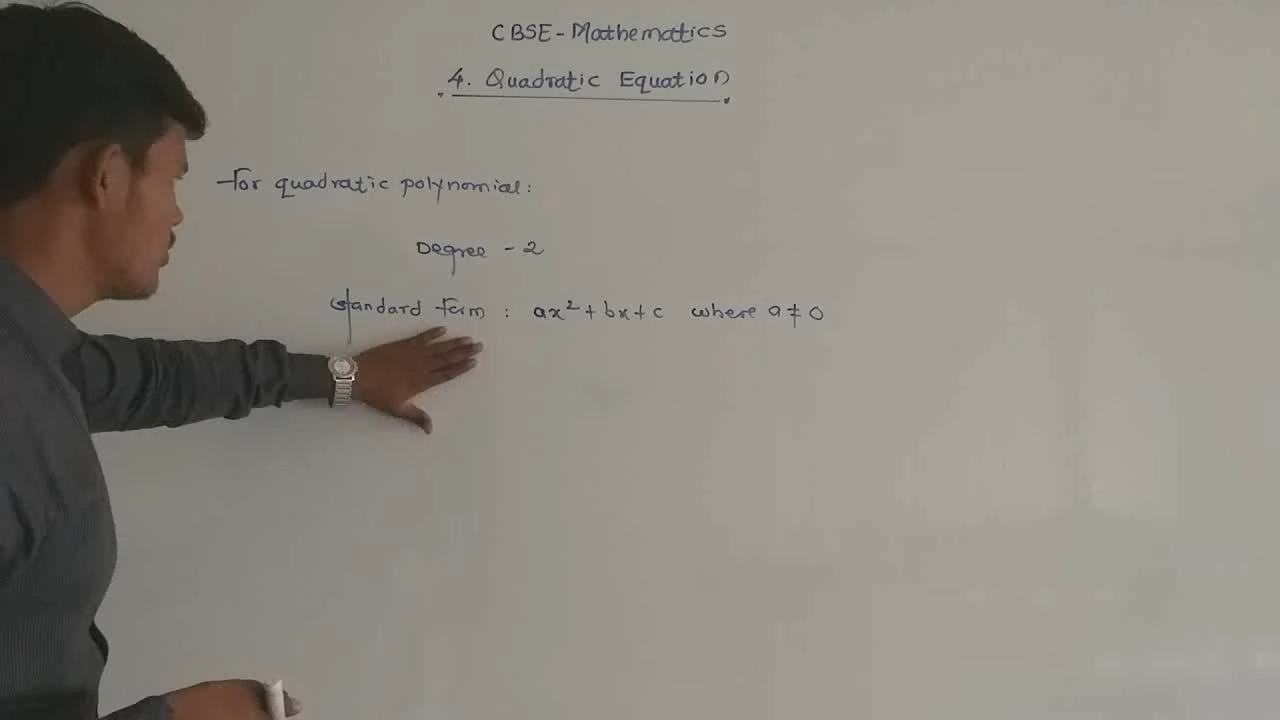 CBSE - Mathematics
4. Quadratic Equation
For quadratic polynomial:
Degree - 2
Standard form : ax² + bx + c where a ≠ 0